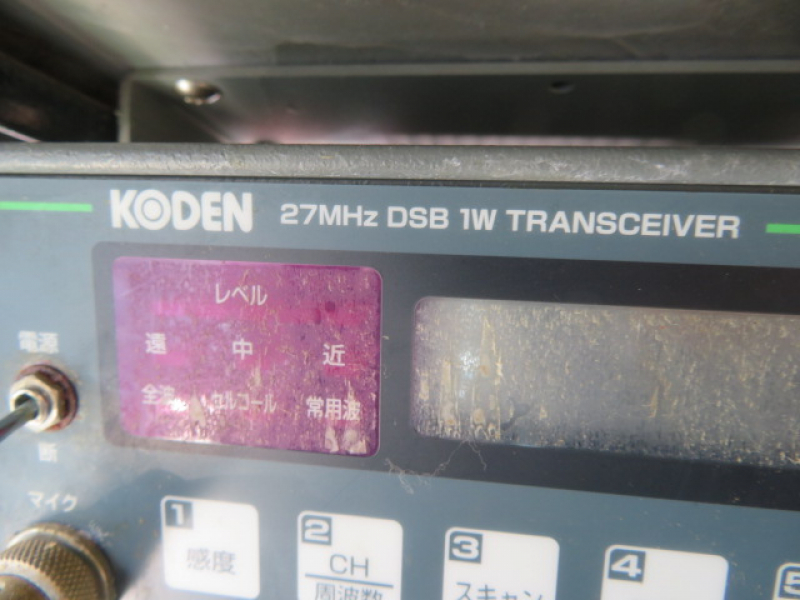 KODEN 27MHz DSB 1W TRANSCEIVER
レベル
電源
遠 中 近
全波 セルコール 常用波
断
マイク
1 2 3 4 5
感度 CH スキャン
周波数